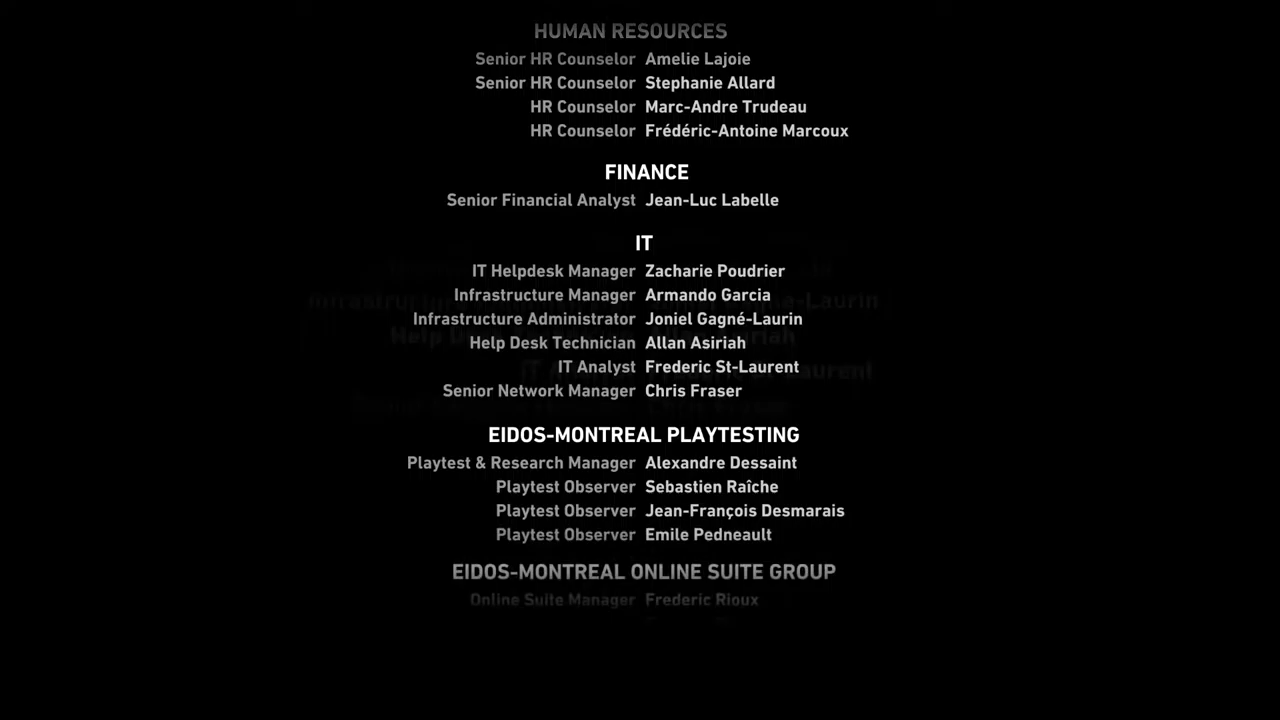 HUMAN RESOURCES
Senior HR Counselor Amelie Lajoie
Senior HR Counselor Stephanie Allard
HR Counselor Marc-Andre Trudeau
HR Counselor Frédéric-Antoine Marcoux
FINANCE
Senior Financial Analyst Jean-Luc Labelle
IT
IT Helpdesk Manager Zacharie Poudrier
Infrastructure Manager Armando Garcia
Infrastructure Administrator Joniel Gagné-Laurin
Help Desk Technician Allan Asiriah
IT Analyst Frederic St-Laurent
Senior Network Manager Chris Fraser
EIDOS-MONTREAL PLAYTESTING
Playtest & Research Manager Alexandre Dessaint
Playtest Observer Sebastien Raîche
Playtest Observer Jean-François Desmarais
Playtest Observer Emile Pedneault
EIDOS-MONTREAL ONLINE SUITE GROUP
Online Suite Manager Frederic Rioux